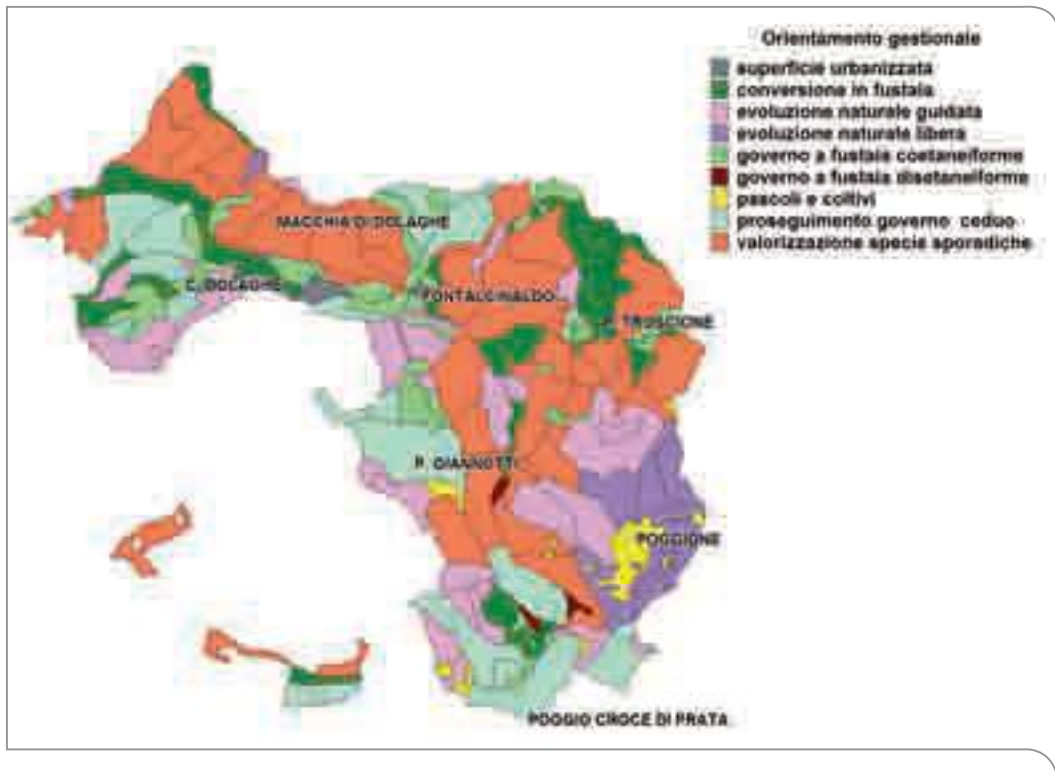 Orientamento gestionale
superficie urbanizzata
conversione in fustaia
evoluzione naturale guidata
evoluzione naturale libera
governo a fustaia coetaneiforme
governo a fustaia disetaneiforme
pascoli e coltivi
proseguimento governo ceduo
valorizzazione specie sporadiche
MACCHIA DI DOLAGHE
C. DOLAGHE
FONTALCINALDO
TRUSCIONE
P. GIANNOTTI
POGGIONE
POGGIO CROCE DI PRATA